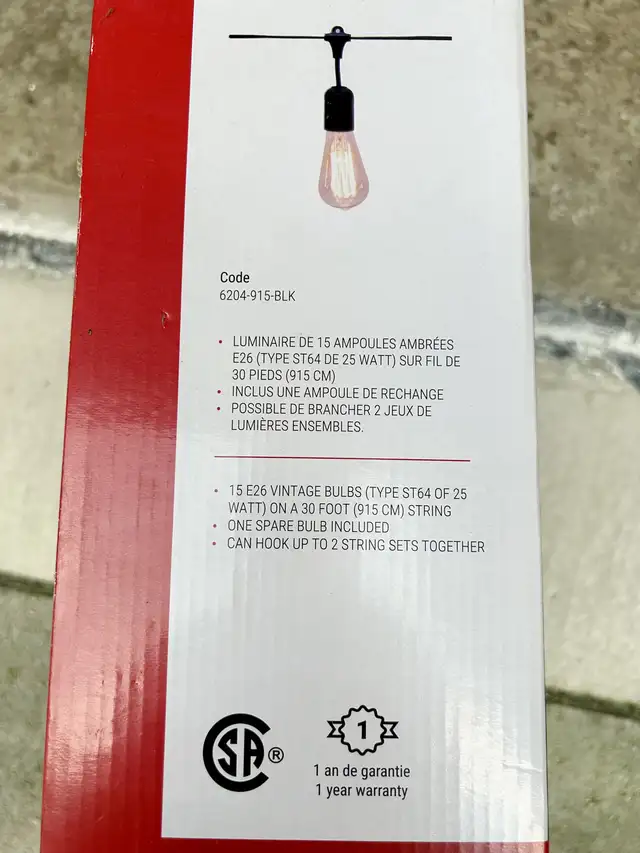 Code
6204-915-BLK
• LUMINAIRE DE 15 AMPOULES AMBRÉES
E26 (TYPE ST64 DE 25 WATT) SUR FIL DE
30 PIEDS (915 CM)
• INCLUS UNE AMPOULE DE RECHANGE
• POSSIBLE DE BRANCHER 2 JEUX DE
LUMIÈRES ENSEMBLES.
• 15 E26 VINTAGE BULBS (TYPE ST64 OF 25
WATT) ON A 30 FOOT (915 CM) STRING
• ONE SPARE BULB INCLUDED
• CAN HOOK UP TO 2 STRING SETS TOGETHER
CSA ®
1
1 an de garantie
1 year warranty